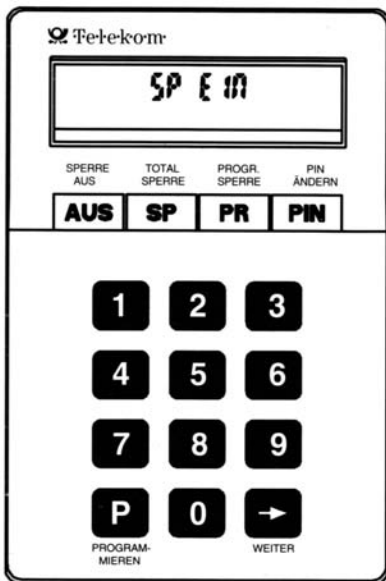 Telekom
SP EIN
SPERRE AUS TOTAL SPERRE PROGR. SPERRE PIN ÄNDERN
AUS SP PR PIN
1 2 3
4 5 6
7 8 9
P 0 →
PROGRAM-
MIEREN WEITER